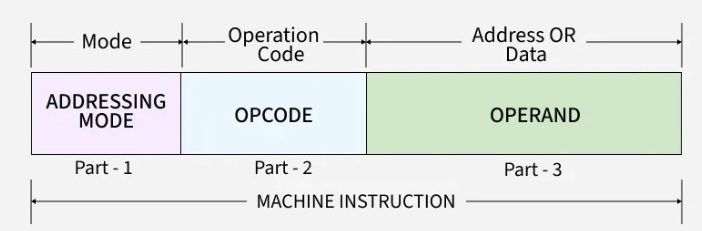 Mode
Operation
Code
Address OR
Data
ADDRESSING
MODE
OPCODE
OPERAND
Part - 1
Part - 2
Part - 3
MACHINE INSTRUCTION